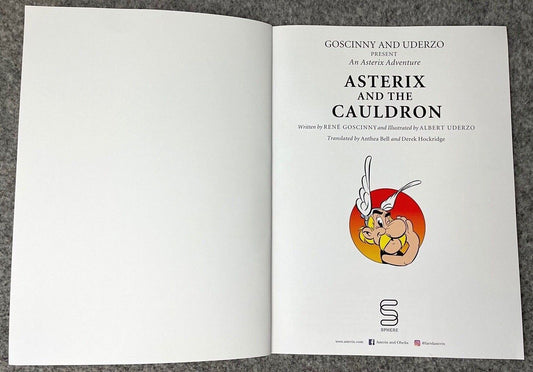 GOSCINNY AND UDERZO
PRESENT
An Asterix Adventure
ASTERIX
AND THE
CAULDRON
Written by RENÉ GOSCINNY and Illustrated by ALBERT UDERZO
Translated by Anthea Bell and Derek Hockridge
SPHERE
www.asterix.com Asterix and Obelix @lartdasterix